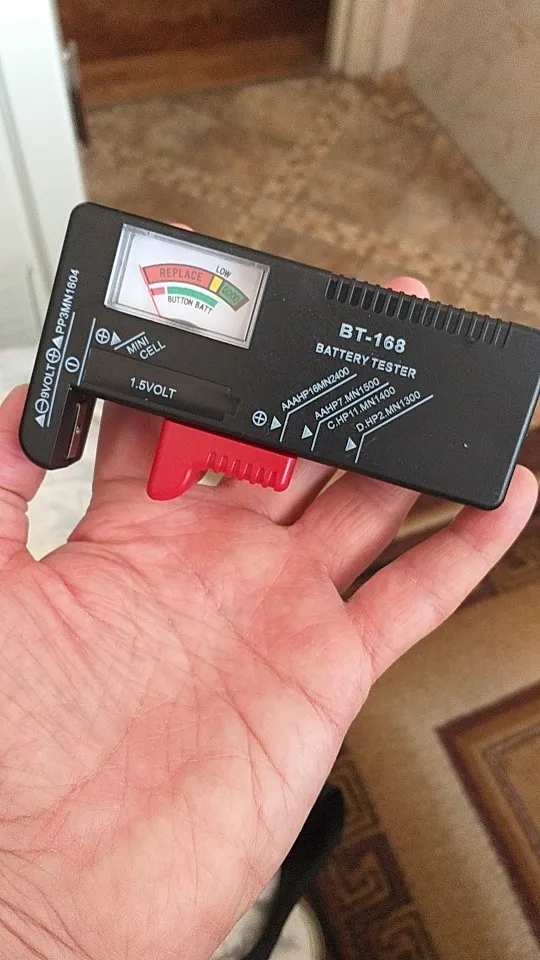 LOW
REPLACE GOOD
BUTTON BATT
9VOLT PP3MN1604
MINI
CELL
1.5VOLT
BT-168
BATTERY TESTER
AAAHP16MN2400
AAHP7.MN1500
C.HP11.MN1400
D.HP2.MN1300